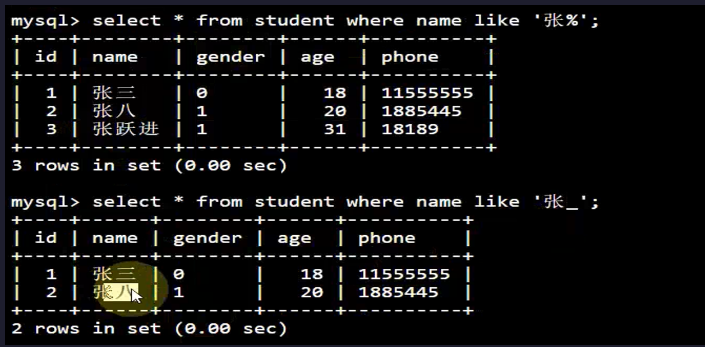 mysql> select * from student where name like '张%';
+----+--------+--------+------+----------+
| id | name | gender | age | phone |
+----+--------+--------+------+----------+
| 1 | 张三 | 0 | 18 | 11555555 |
| 2 | 张八 | 1 | 20 | 1885445 |
| 3 | 张跃进 | 1 | 31 | 18189 |
+----+--------+--------+------+----------+
3 rows in set (0.00 sec)
mysql> select * from student where name like '张_';
+----+------+--------+------+----------+
| id | name | gender | age | phone |
+----+------+--------+------+----------+
| 1 | 张三 | 0 | 18 | 11555555 |
| 2 | 张八 | 1 | 20 | 1885445 |
+----+------+--------+------+----------+
2 rows in set (0.00 sec)